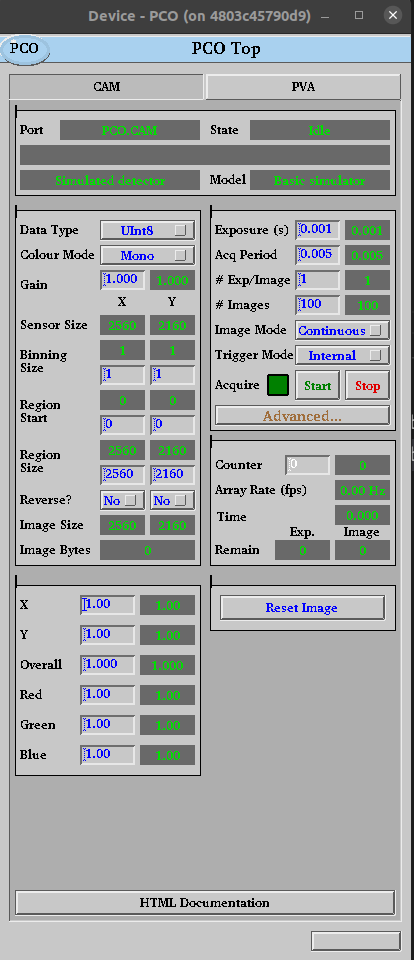 Device - PCO (on 4803c45790d9)
PCO
PCO Top
CAM
PVA
Port PCO.CAM State Idle
Simulated detector Model Basic simulator
Data Type UInt8
Colour Mode Mono
Gain 1.000 1.000
X Y
Sensor Size 2560 2160
Binning Size 1 1
1 1
Region Start 0 0
0 0
Region Size 2560 2160
2560 2160
Reverse? No No
Image Size 2560 2160
Image Bytes 0
Exposure (s) 0.001 0.001
Acq Period 0.005 0.005
# Exp/Image 1 1
# Images 100 100
Image Mode Continuous
Trigger Mode Internal
Acquire Start Stop
Advanced...
Counter 0 0
Array Rate (fps) 0.00 Hz
Time 0.000
Exp. Image
Remain 0 0
X 1.00 1.00
Y 1.00 1.00
Overall 1.000 1.000
Red 1.00 1.00
Green 1.00 1.00
Blue 1.00 1.00
Reset Image
HTML Documentation